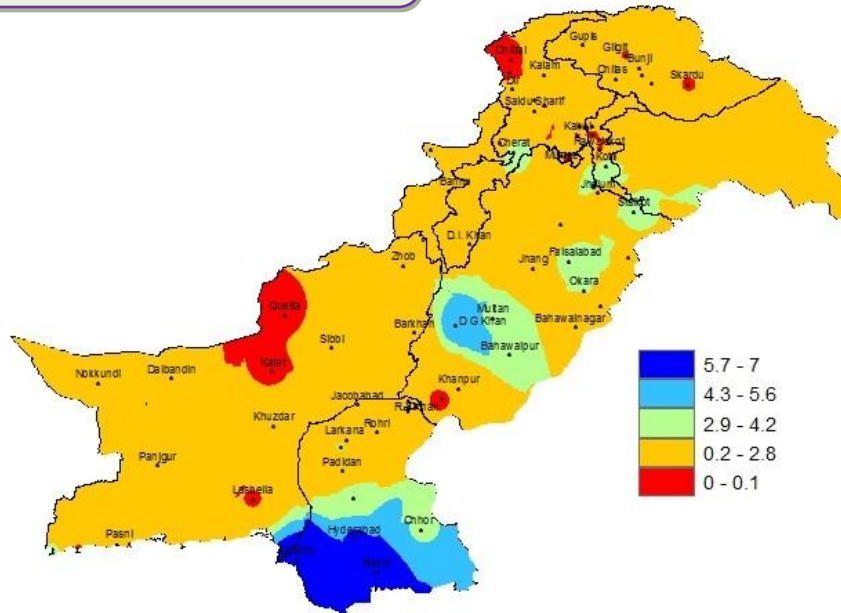 Gupis
Gilgit
Chitral
Bunji
Kalam
Chilas
Skardu
Dir
Saidu Sharif
Kakul
Cherat
Kotli
Jhelum
Sialkot
D.I. Khan
Zhob
Jhang
Faisalabad
Okara
Quetta
Multan
D G Khan
Barkhan
Bahawalnagar
Sibbi
Bahawalpur
Kalat
Nokkundi
Dalbandin
Khanpur
Jacobabad
Khuzdar
Larkana
Rohri
Panjgur
Padidan
Lasbella
Pasni
Hyderabad
Chhor
Badin
5.7 - 7
4.3 - 5.6
2.9 - 4.2
0.2 - 2.8
0 - 0.1